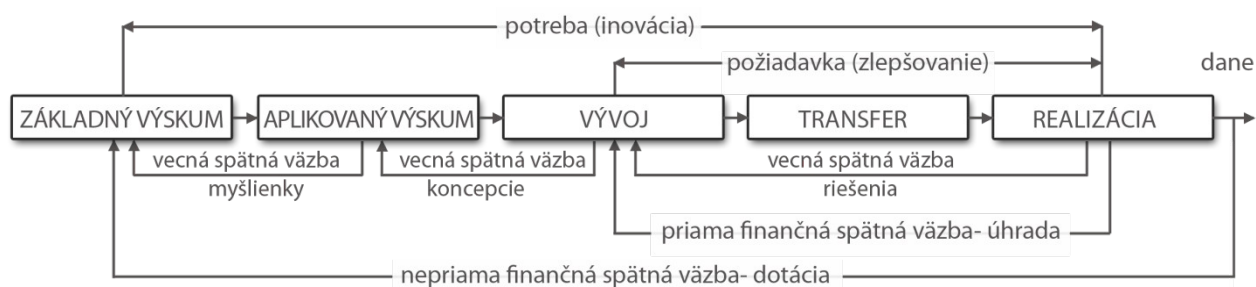 potreba (inovácia)
požiadavka (zlepšovanie)
dane
ZÁKLADNÝ VÝSKUM
APLIKOVANÝ VÝSKUM
VÝVOJ
TRANSFER
REALIZÁCIA
vecná spätná väzba
myšlienky
vecná spätná väzba
koncepcie
vecná spätná väzba
riešenia
priama finančná spätná väzba- úhrada
nepriama finančná spätná väzba- dotácia